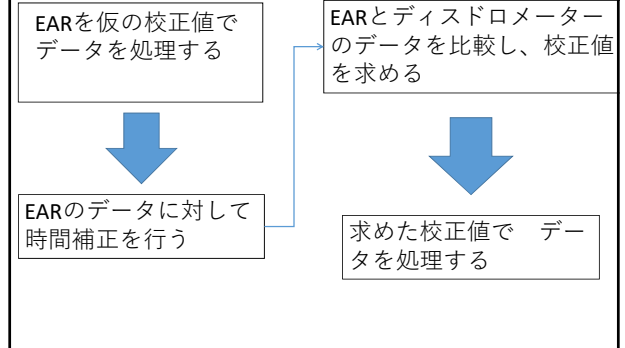 EARを仮の校正値で
データを処理する
EARのデータに対して
時間補正を行う
EARとディスドロメーター
のデータを比較し、校正値
を求める
求めた校正値で　デー
タを処理する